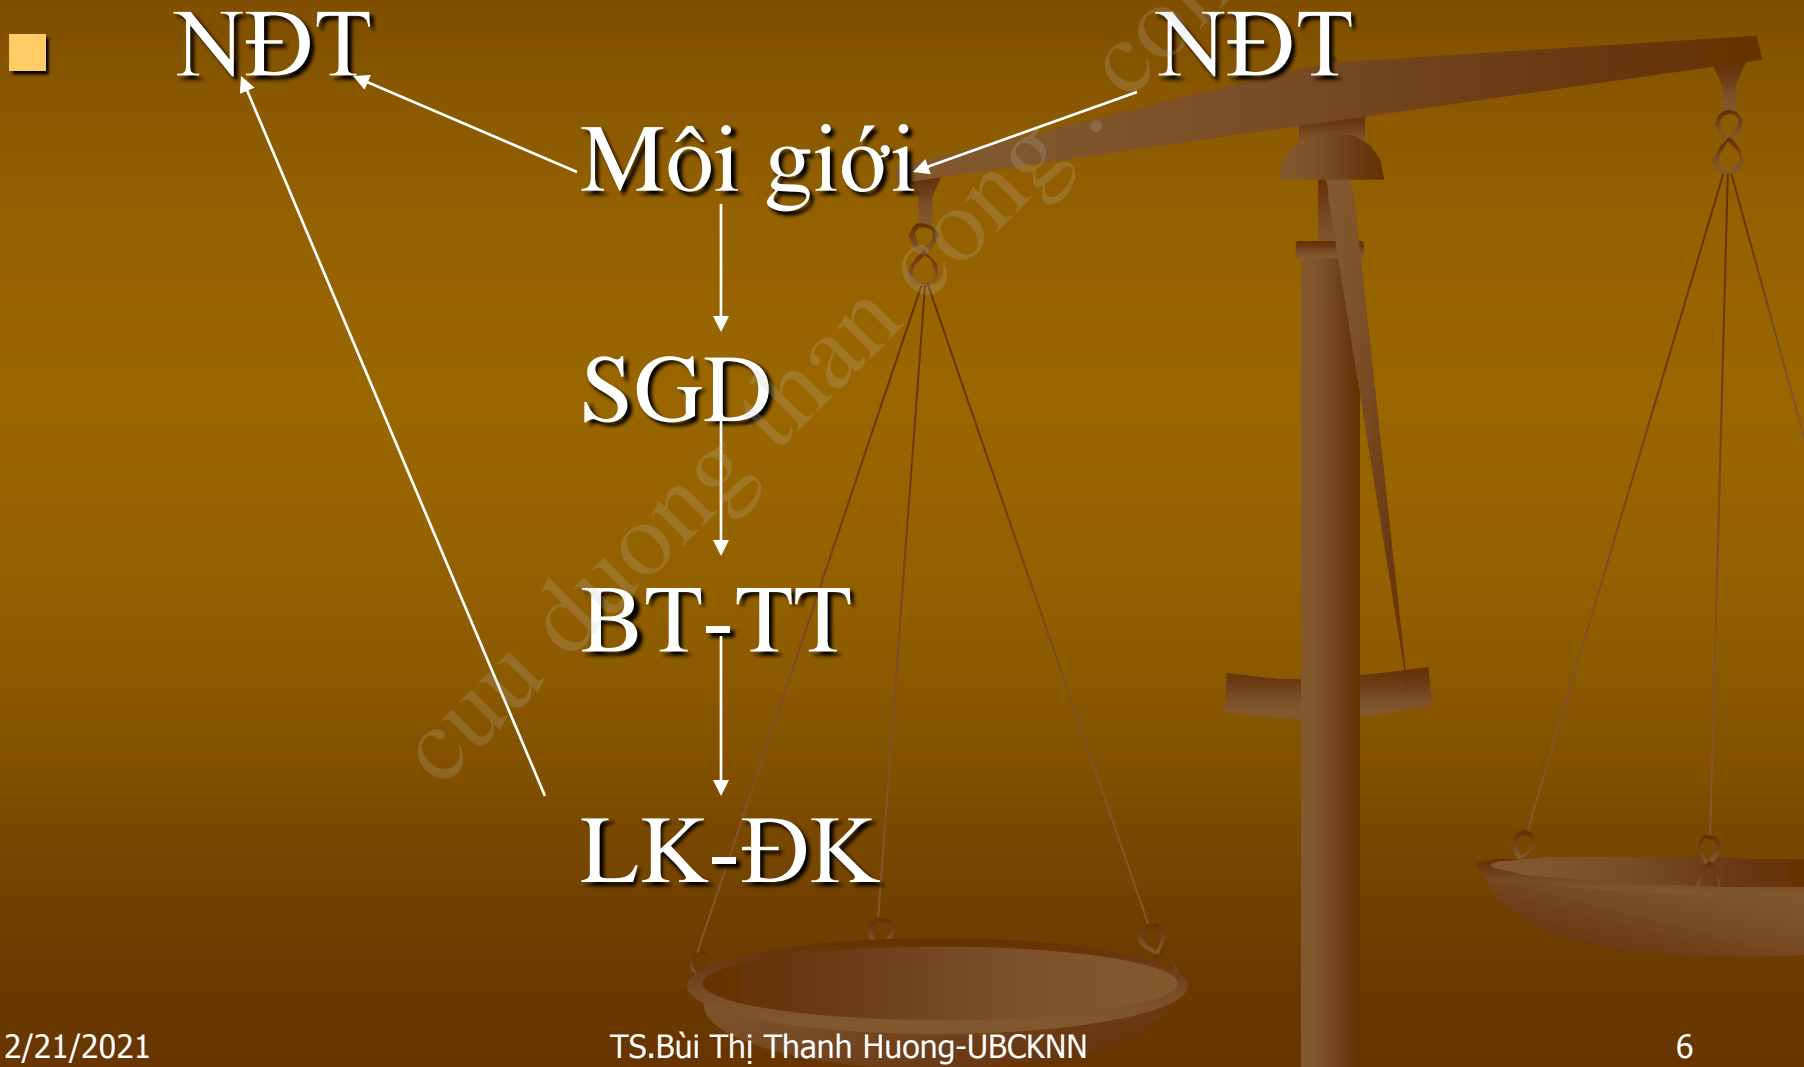 NĐT NĐT
Môi giới
SGD
BT-TT
LK-ĐK
cuu duong than cong . com
2/21/2021 TS.Bùi Thị Thanh Huong-UBCKNN 6